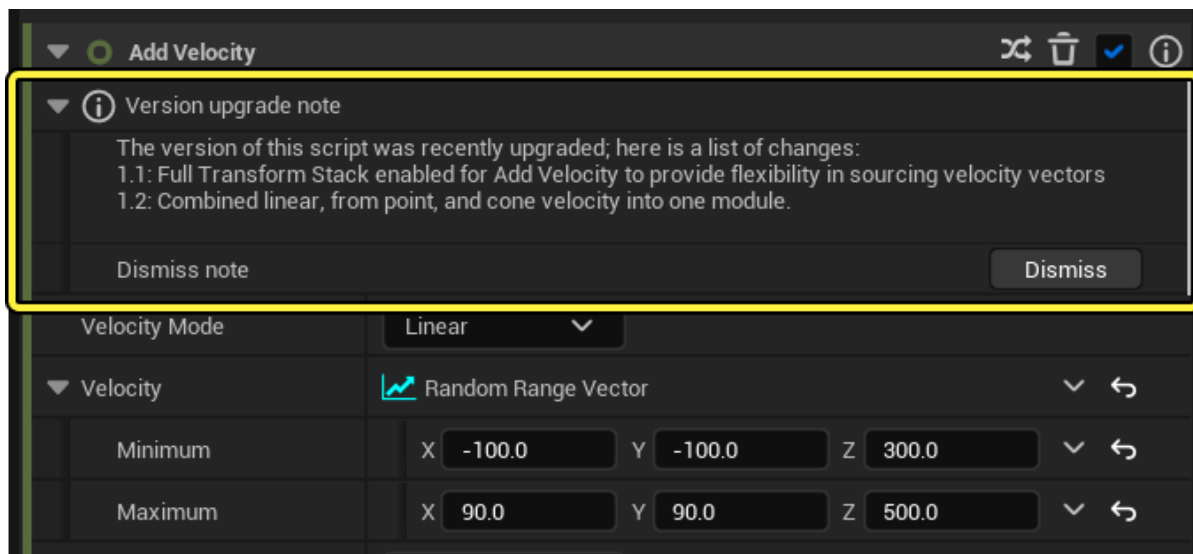 Add Velocity
Version upgrade note
The version of this script was recently upgraded; here is a list of changes:
1.1: Full Transform Stack enabled for Add Velocity to provide flexibility in sourcing velocity vectors
1.2: Combined linear, from point, and cone velocity into one module.
Dismiss note Dismiss
Velocity Mode Linear
Velocity Random Range Vector
Minimum X -100.0 Y -100.0 Z 300.0
Maximum X 90.0 Y 90.0 Z 500.0